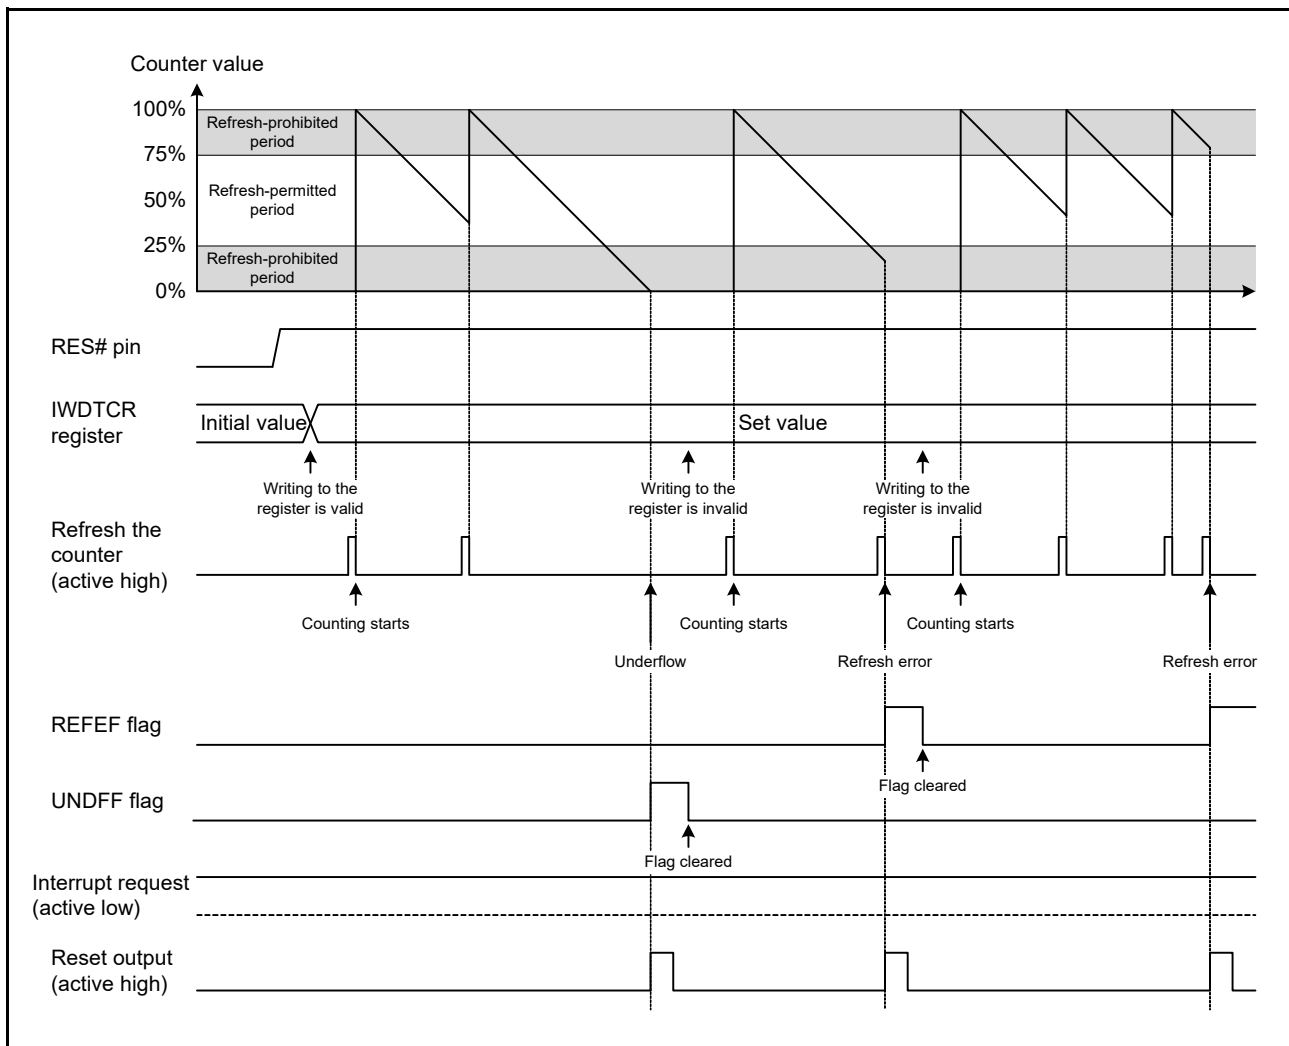 Counter value
100%
Refresh-prohibited
period
75%
50%
Refresh-permitted
period
25%
Refresh-prohibited
period
0%
RES# pin
IWDTCR
register
Initial value
Set value
Writing to the
register is valid
Writing to the
register is invalid
Writing to the
register is invalid
Refresh the
counter
(active high)
Counting starts
Counting starts
Counting starts
Underflow
Refresh error
Refresh error
REFEF flag
Flag cleared
UNDFF flag
Flag cleared
Interrupt request
(active low)
Reset output
(active high)